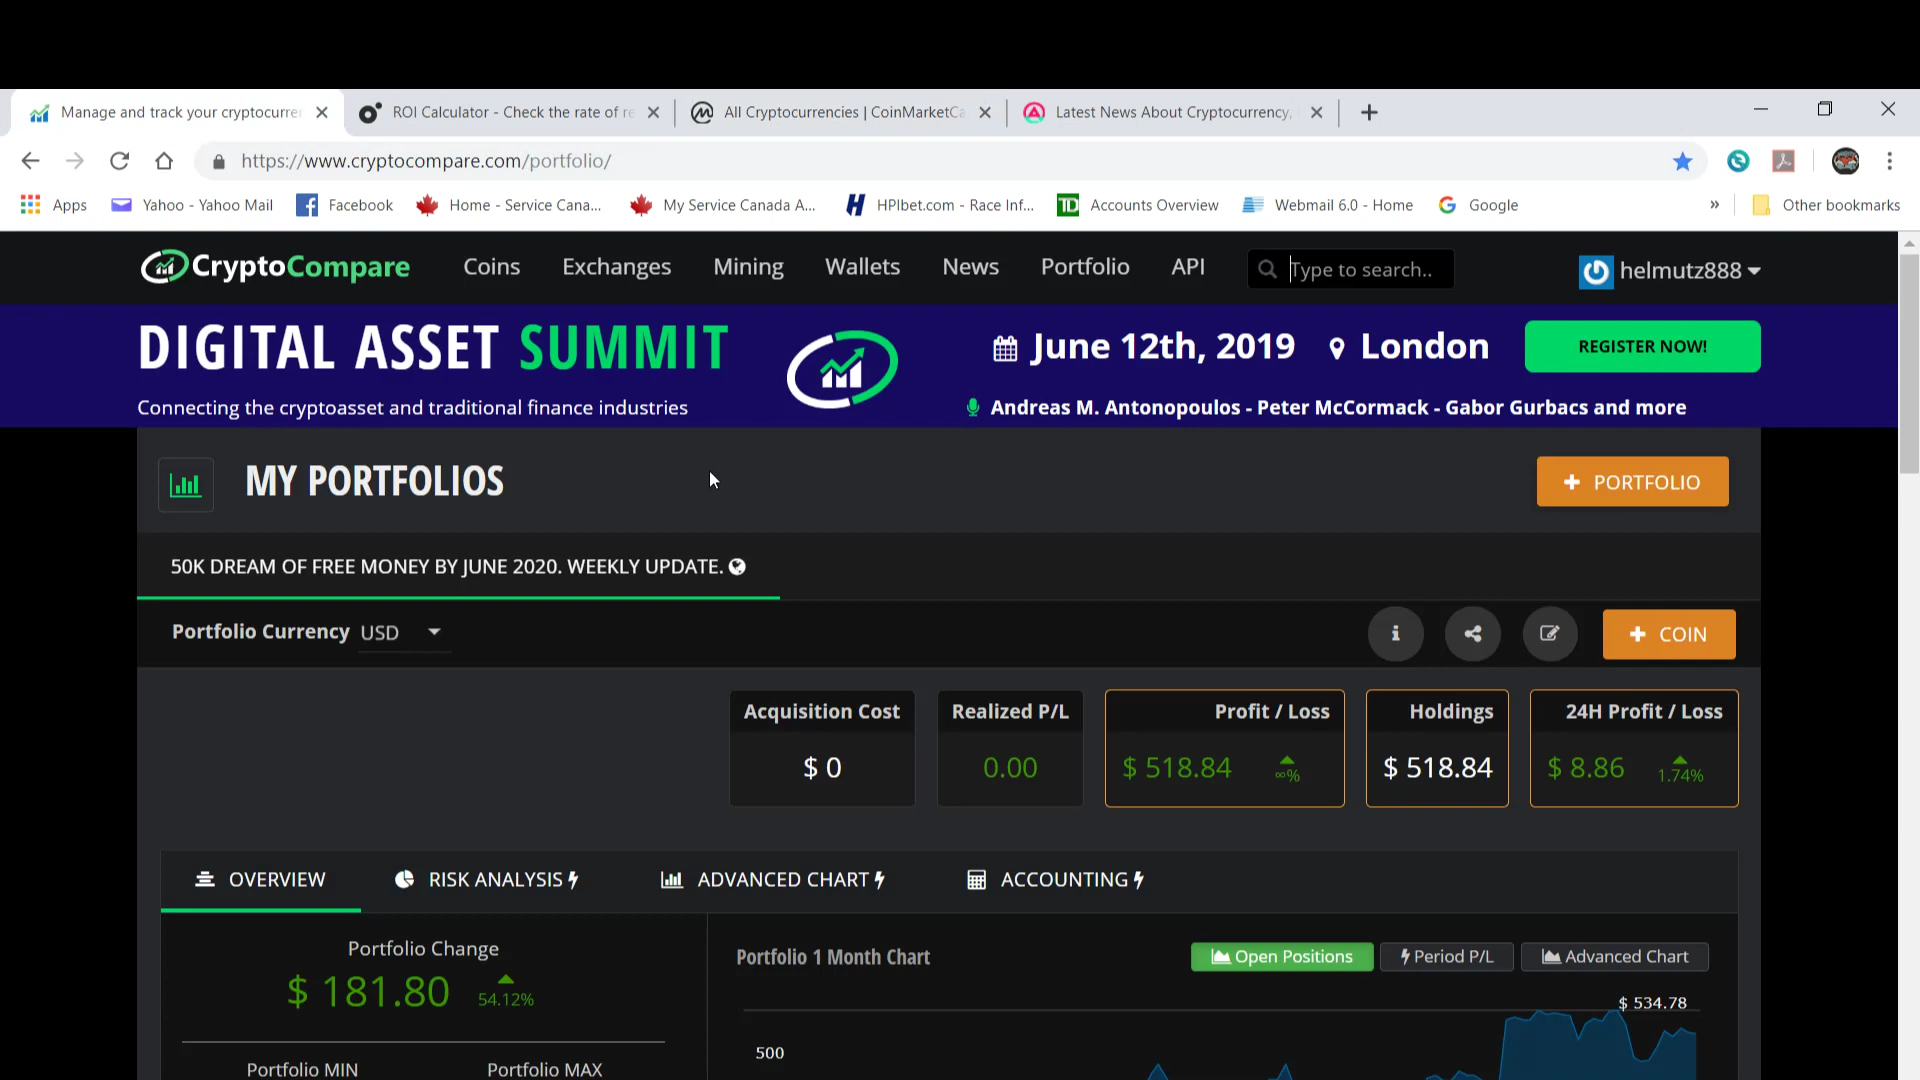 Manage and track your cryptocurre
ROI Calculator - Check the rate of re
All Cryptocurrencies | CoinMarketCa
Latest News About Cryptocurrency,
https://www.cryptocompare.com/portfolio/
Apps
Yahoo - Yahoo Mail
Facebook
Home - Service Cana...
My Service Canada A...
HPIbet.com - Race Inf...
TD
Accounts Overview
Webmail 6.0 - Home
Google
»
Other bookmarks
CryptoCompare
Coins
Exchanges
Mining
Wallets
News
Portfolio
API
Type to search..
helmutz888
DIGITAL ASSET SUMMIT
June 12th, 2019
London
REGISTER NOW!
Connecting the cryptoasset and traditional finance industries
Andreas M. Antonopoulos - Peter McCormack - Gabor Gurbacs and more
MY PORTFOLIOS
+ PORTFOLIO
50K DREAM OF FREE MONEY BY JUNE 2020. WEEKLY UPDATE.
Portfolio Currency USD
+ COIN
Acquisition Cost
Realized P/L
Profit / Loss
Holdings
24H Profit / Loss
$ 0
0.00
$ 518.84
∞%
$ 518.84
$ 8.86
1.74%
OVERVIEW
RISK ANALYSIS
ADVANCED CHART
ACCOUNTING
Portfolio Change
$ 181.80
54.12%
Portfolio MIN
Portfolio MAX
Portfolio 1 Month Chart
Open Positions
Period P/L
Advanced Chart
$ 534.78
500